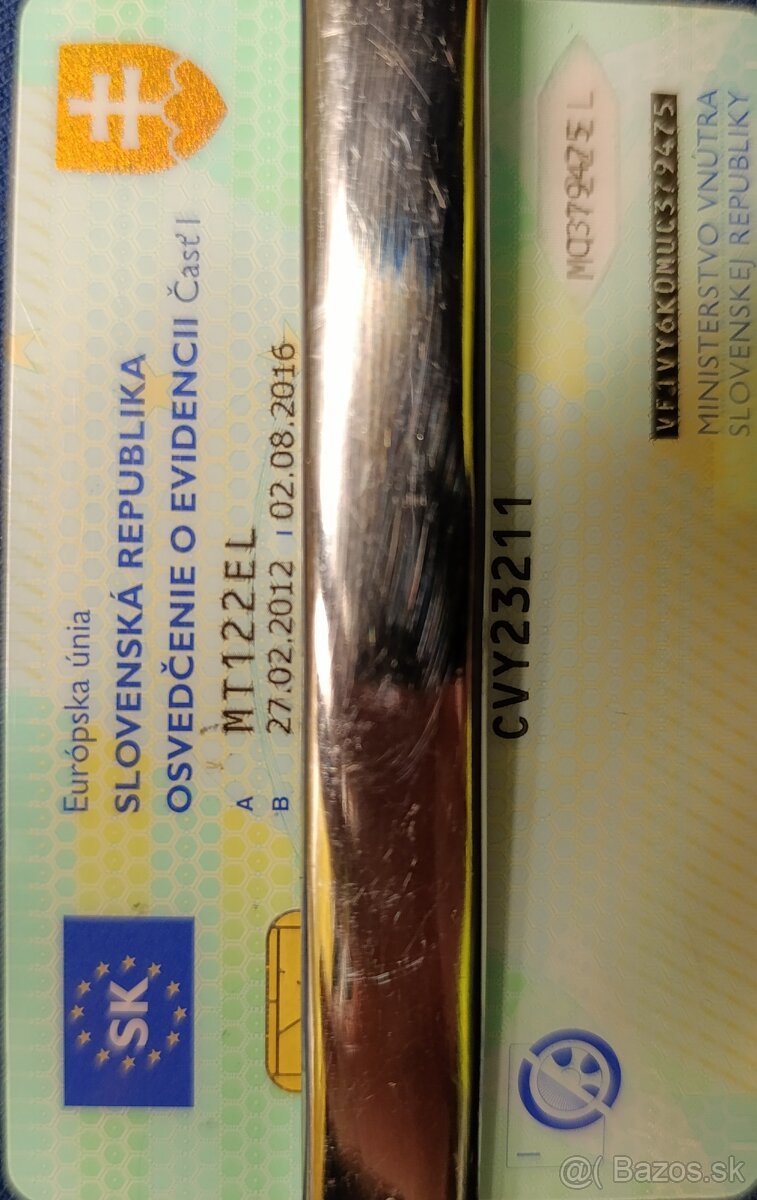 Európska únia
SLOVENSKÁ REPUBLIKA
OSVEDČENIE O EVIDENCII Časť I
A MT122EL
B 27.02.2012 I 02.08.2016
SK
CVY23211
VF1VY6K0MUC379475
MINISTERSTVO VNÚTRA
SLOVENSKEJ REPUBLIKY
@( Bazos.sk